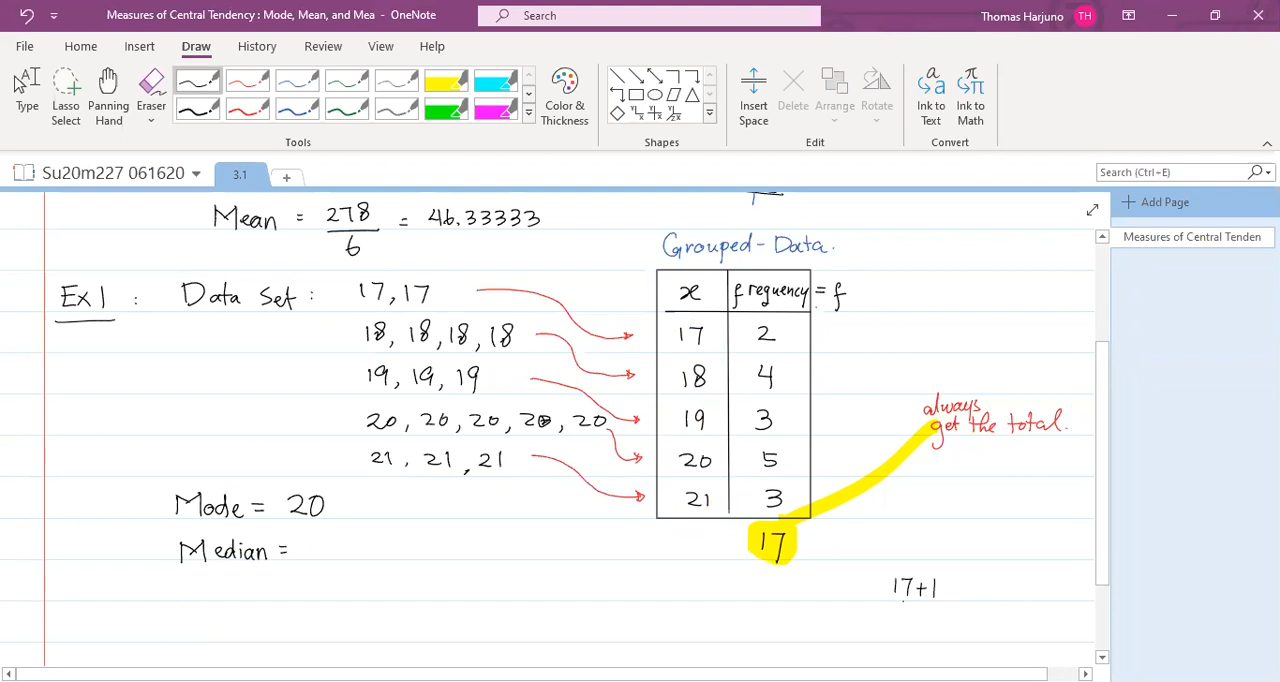 Measures of Central Tendency : Mode, Mean, and Mea - OneNote
Search
Thomas Harjuno
TH
File
Home
Insert
Draw
History
Review
View
Help
Type
Lasso Select
Panning Hand
Eraser
Color & Thickness
Insert Space
Delete
Arrange
Rotate
Ink to Text
Ink to Math
Tools
Shapes
Edit
Convert
Su20m227 061620
3.1
Search (Ctrl+E)
Add Page
Measures of Central Tenden
Mean = 278/6 = 46.33333
Grouped-Data.
Ex1 : Data Set : 17, 17
18, 18, 18, 18
19, 19, 19
20, 20, 20, 20, 20
21, 21, 21
x frequency = f
17 2
18 4
19 3
20 5
21 3
17
always
get the total.
Mode = 20
Median =
17+1